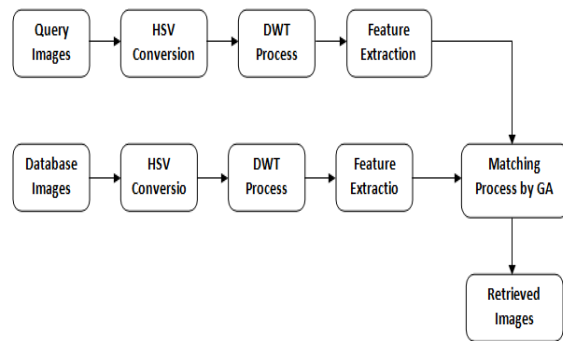 Query
Images
HSV
Conversion
DWT
Process
Feature
Extraction
Database
Images
HSV
Conversio
DWT
Process
Feature
Extractio
Matching
Process by GA
Retrieved
Images